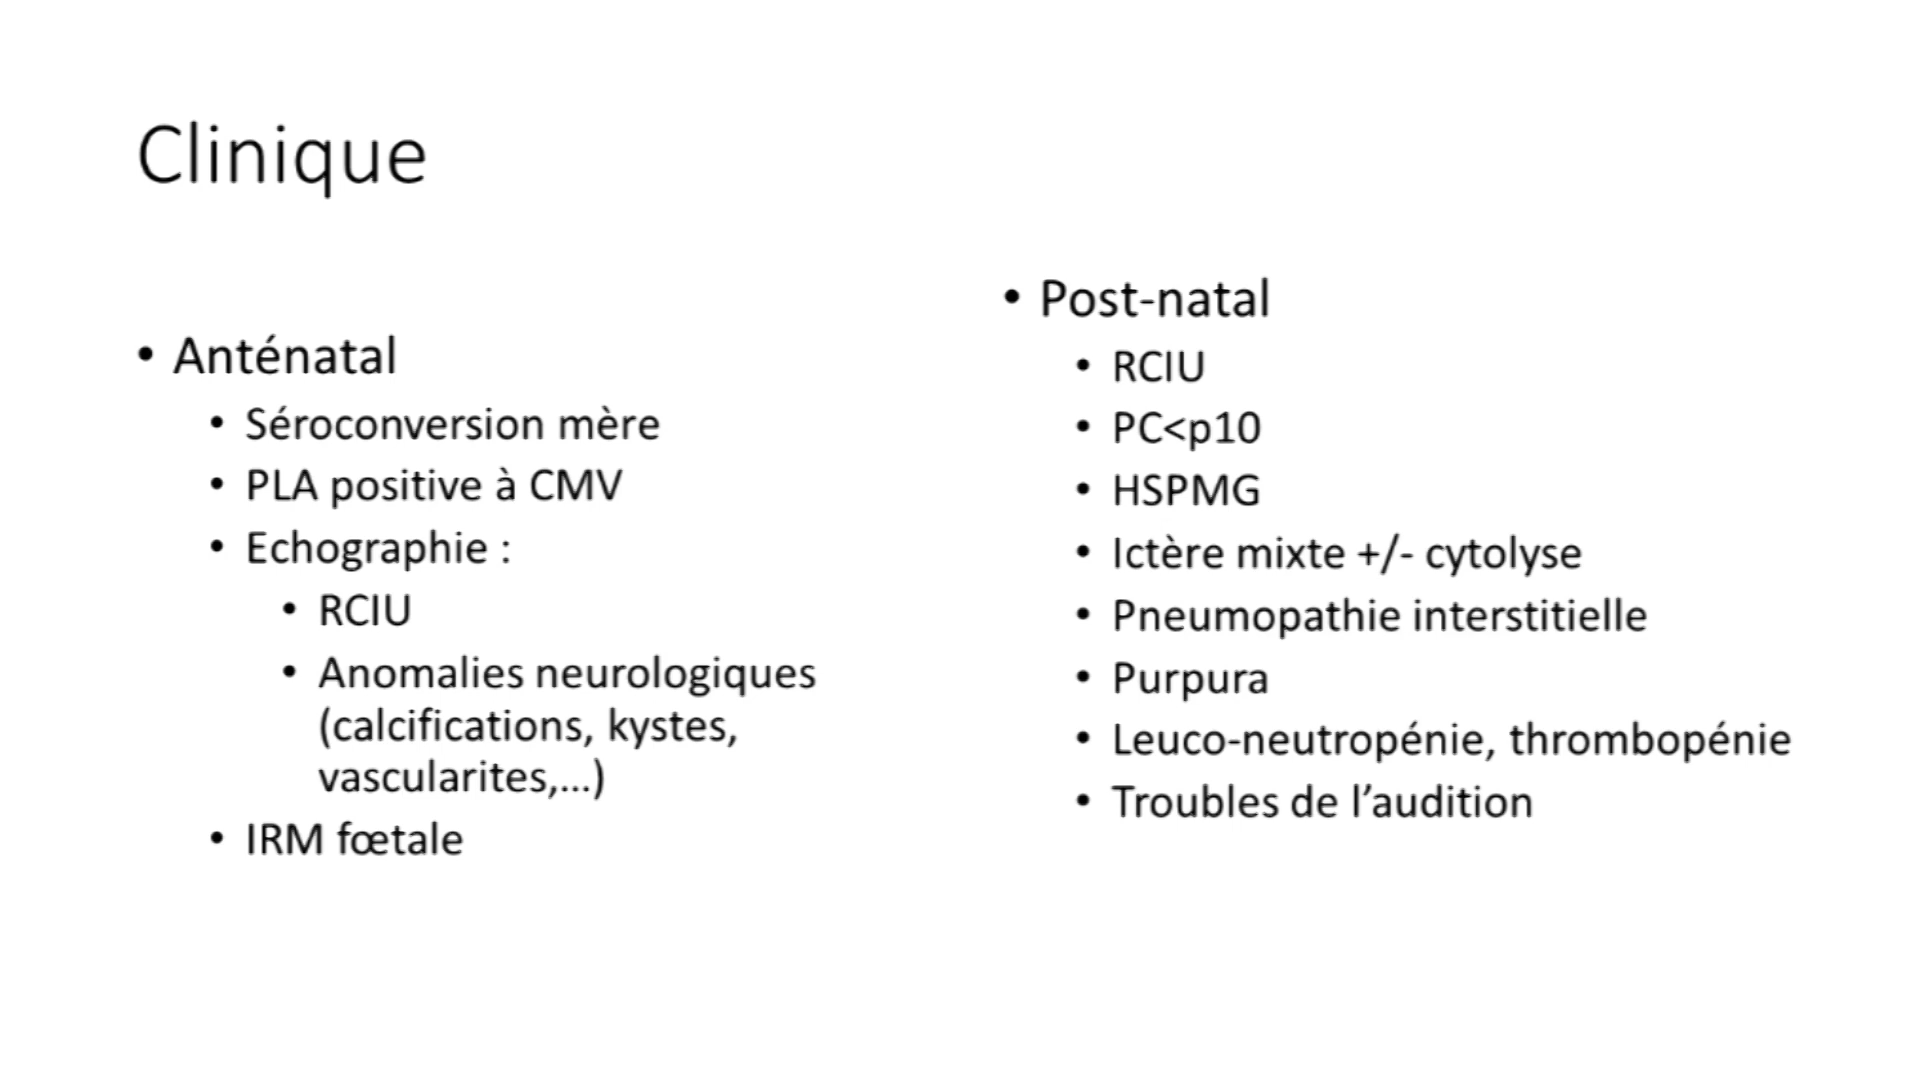 Clinique
• Anténatal
• Séroconversion mère
• PLA positive à CMV
• Echographie :
• RCIU
• Anomalies neurologiques
(calcifications, kystes,
vascularites,...)
• IRM fœtale
• Post-natal
• RCIU
• PC<p10
• HSPMG
• Ictère mixte +/- cytolyse
• Pneumopathie interstitielle
• Purpura
• Leuco-neutropénie, thrombopénie
• Troubles de l’audition